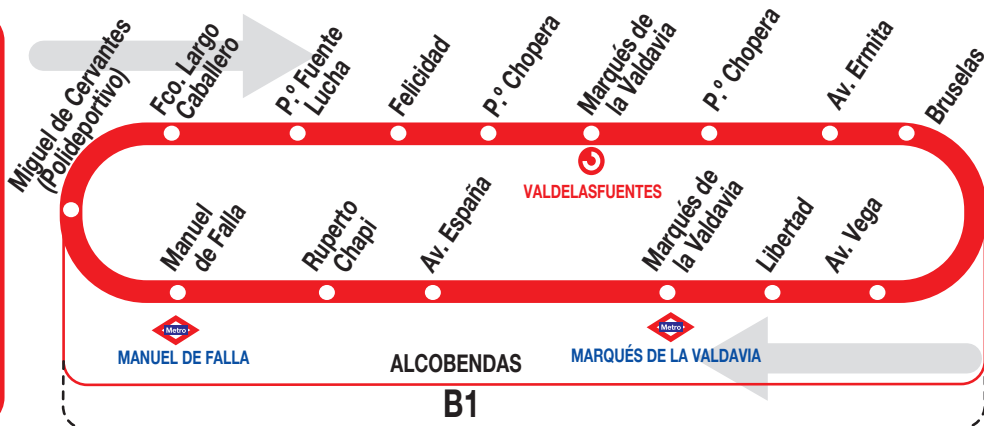 Miguel de Cervantes
(Polideportivo)
Fco. Largo
Caballero
P.º Fuente
Lucha
Felicidad
P.º Chopera
Marqués de
la Valdavia
P.º Chopera
Av. Ermita
Bruselas
VALDELASFUENTES
Manuel
de Falla
Ruperto
Chapi
Av. España
Marqués de
la Valdavia
Libertad
Av. Vega
Metro
MANUEL DE FALLA
Metro
MARQUÉS DE LA VALDAVIA
ALCOBENDAS
B1